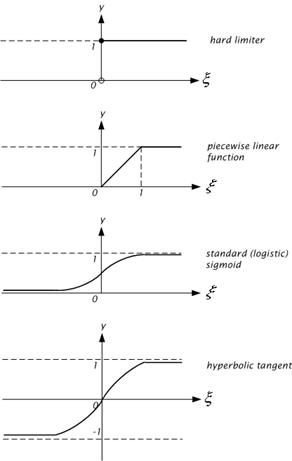 y
hard limiter
1
0
ξ
y
piecewise linear
function
1
0
1
ξ
y
standard (logistic)
sigmoid
1
0
ξ
y
hyperbolic tangent
1
0
ξ
-1